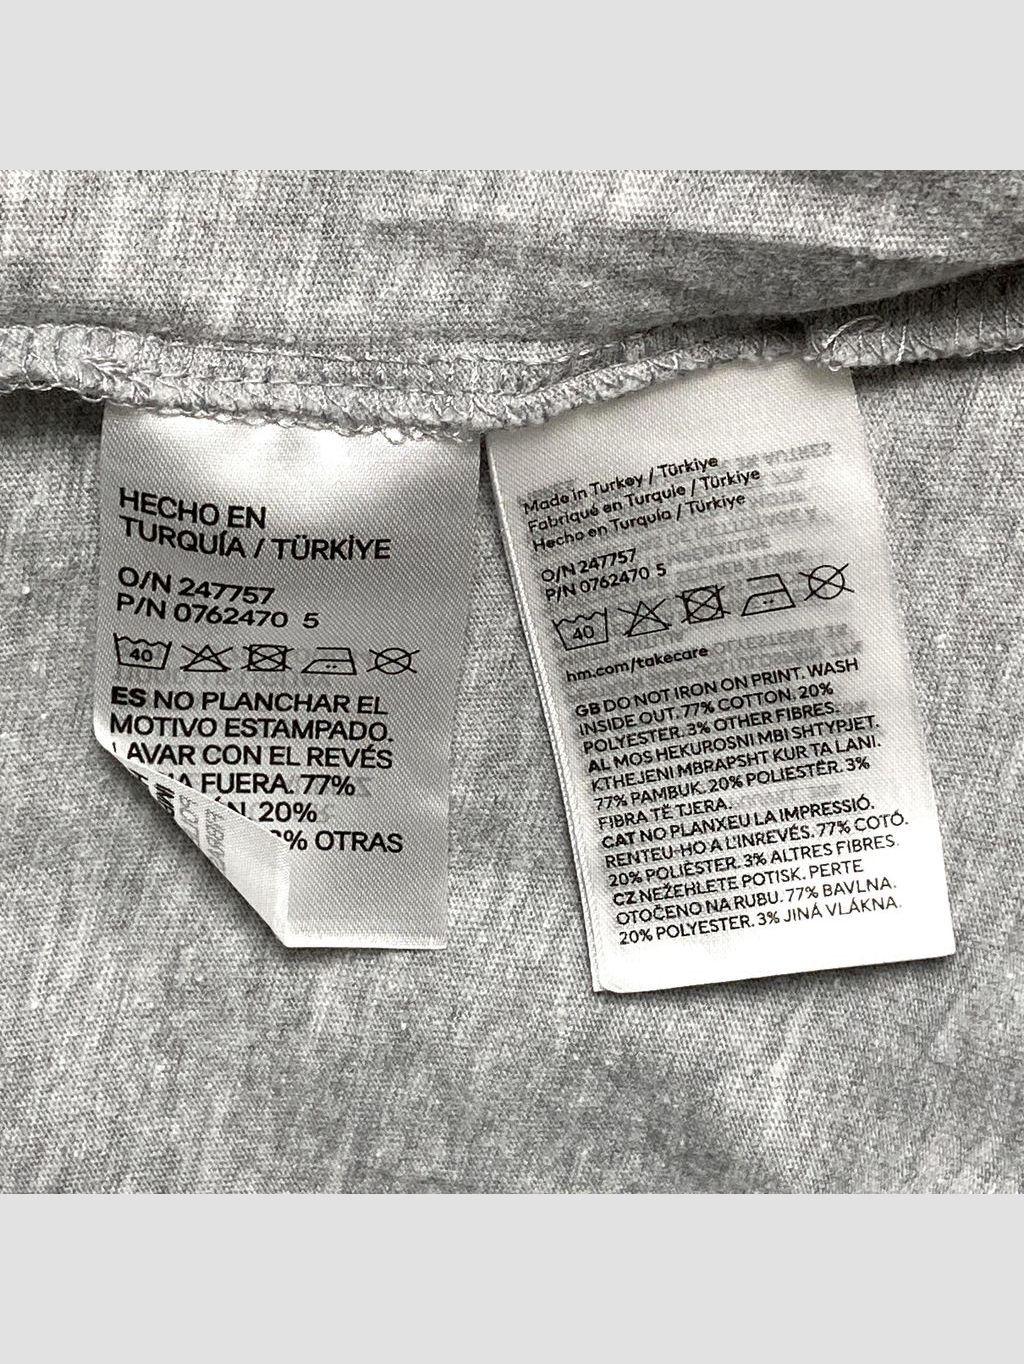 HECHO EN
TURQUÍA / TÜRKİYE
O/N 247757
P/N 0762470 5
40
ES NO PLANCHAR EL
MOTIVO ESTAMPADO.
LAVAR CON EL REVÉS
FUERA. 77%
20%
% OTRAS
Made in Turkey / Türkiye
Fabriqué en Turquie / Türkiye
Hecho en Turquía / Türkiye
O/N 247757
P/N 0762470 5
40
hm.com/takecare
GB DO NOT IRON ON PRINT. WASH
INSIDE OUT. 77% COTTON. 20%
POLYESTER. 3% OTHER FIBRES.
AL MOS HEKUROSNI MBI SHTYPJET.
KTHEJENI MBRAPSHT KUR TA LANI.
77% PAMBUK. 20% POLIESTËR. 3%
FIBRA TË TJERA.
CAT NO PLANXEU LA IMPRESSIÓ.
RENTEU-HO A L'INREVÉS. 77% COTÓ.
20% POLIÈSTER. 3% ALTRES FIBRES.
CZ NEŽEHLETE POTISK. PERTE
OTOČENO NA RUBU. 77% BAVLNA.
20% POLYESTER. 3% JINÁ VLÁKNA.